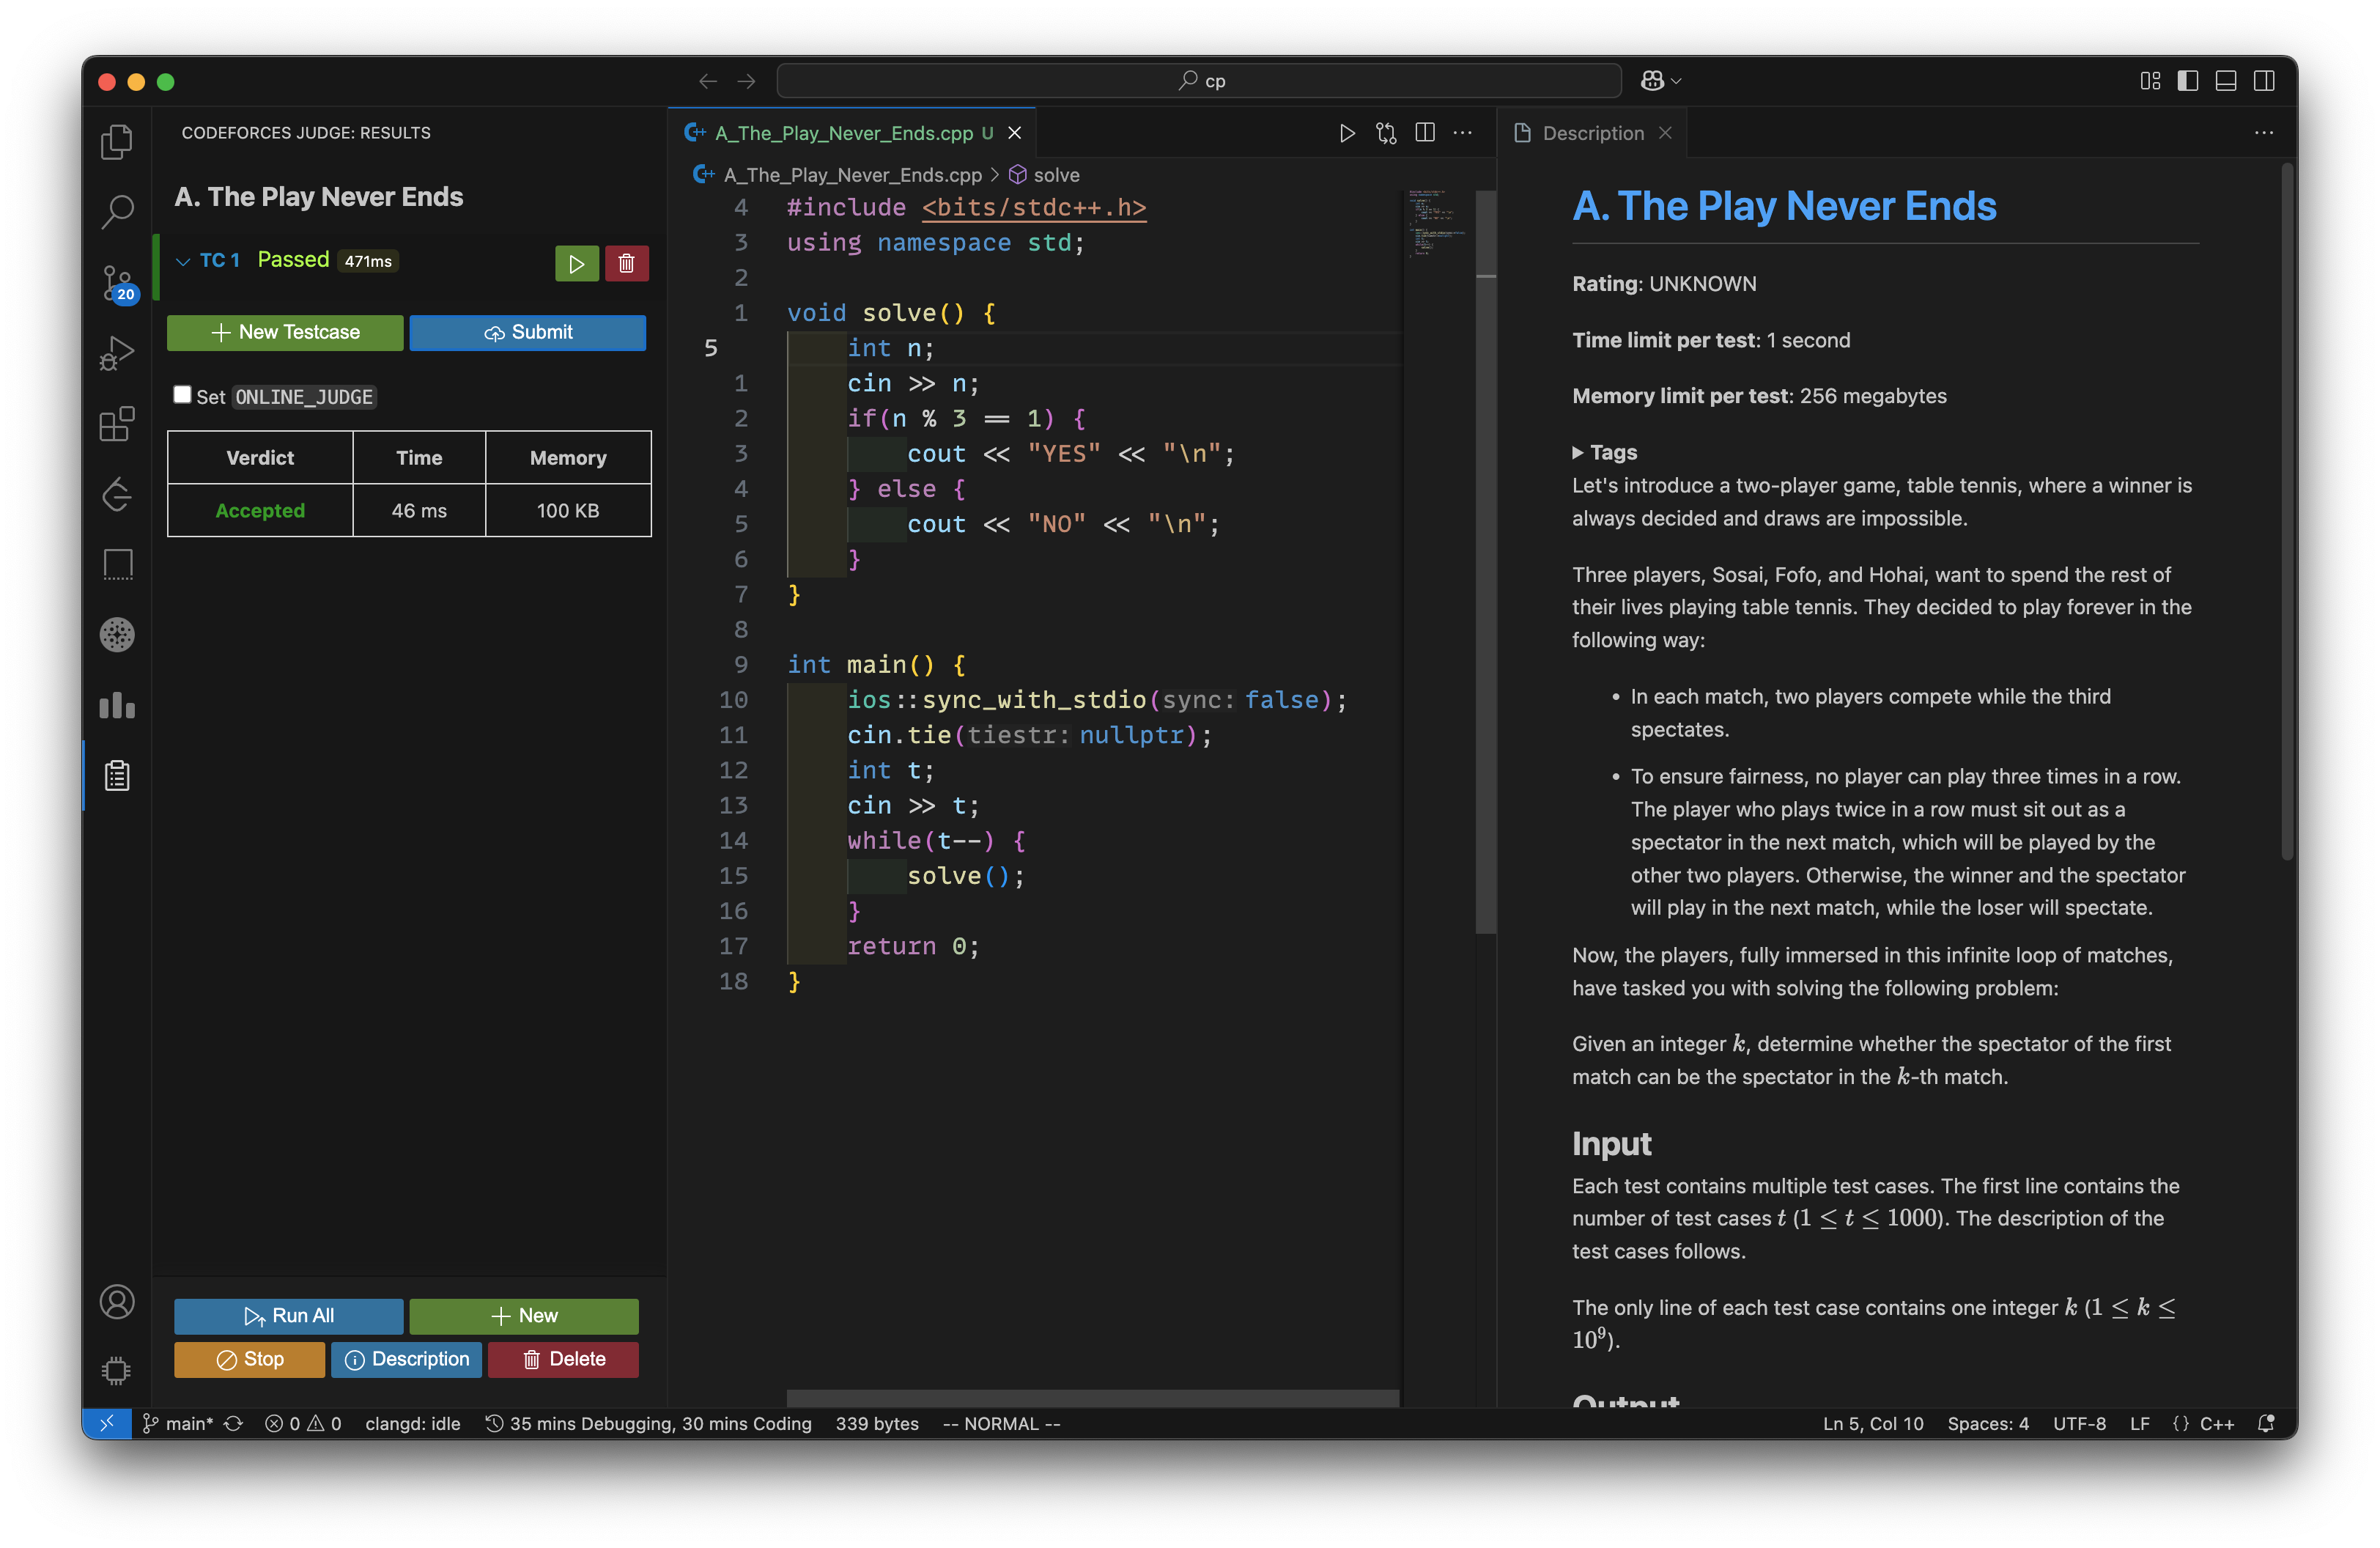 cp
CODEFORCES JUDGE: RESULTS
A. The Play Never Ends
TC 1 Passed 471ms
New Testcase
Submit
Set ONLINE_JUDGE
Verdict Time Memory
Accepted 46 ms 100 KB
20
Run All
New
Stop
Description
Delete
A_The_Play_Never_Ends.cpp U
A_The_Play_Never_Ends.cpp > solve
4 #include <bits/stdc++.h>
3 using namespace std;
2
1 void solve() {
5 int n;
1 cin >> n;
2 if(n % 3 == 1) {
3 cout << "YES" << "\n";
4 } else {
5 cout << "NO" << "\n";
6 }
7 }
8
9 int main() {
10 ios::sync_with_stdio(sync: false);
11 cin.tie(tiestr: nullptr);
12 int t;
13 cin >> t;
14 while(t--) {
15 solve();
16 }
17 return 0;
18 }
Description
A. The Play Never Ends
Rating: UNKNOWN
Time limit per test: 1 second
Memory limit per test: 256 megabytes
Tags
Let's introduce a two-player game, table tennis, where a winner is
always decided and draws are impossible.
Three players, Sosai, Fofo, and Hohai, want to spend the rest of
their lives playing table tennis. They decided to play forever in the
following way:
• In each match, two players compete while the third
spectates.
• To ensure fairness, no player can play three times in a row.
The player who plays twice in a row must sit out as a
spectator in the next match, which will be played by the
other two players. Otherwise, the winner and the spectator
will play in the next match, while the loser will spectate.
Now, the players, fully immersed in this infinite loop of matches,
have tasked you with solving the following problem:
Given an integer k, determine whether the spectator of the first
match can be the spectator in the k-th match.
Input
Each test contains multiple test cases. The first line contains the
number of test cases t (1 ≤ t ≤ 1000). The description of the
test cases follows.
The only line of each test case contains one integer k (1 ≤ k ≤
10⁹).
Output
main* 0 0 clangd: idle 35 mins Debugging, 30 mins Coding 339 bytes -- NORMAL --
Ln 5, Col 10 Spaces: 4 UTF-8 LF {} C++